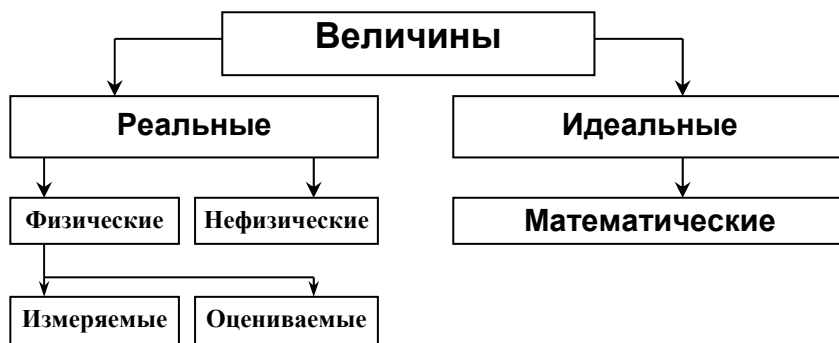 Величины
Реальные
Идеальные
Физические
Нефизические
Математические
Измеряемые
Оцениваемые